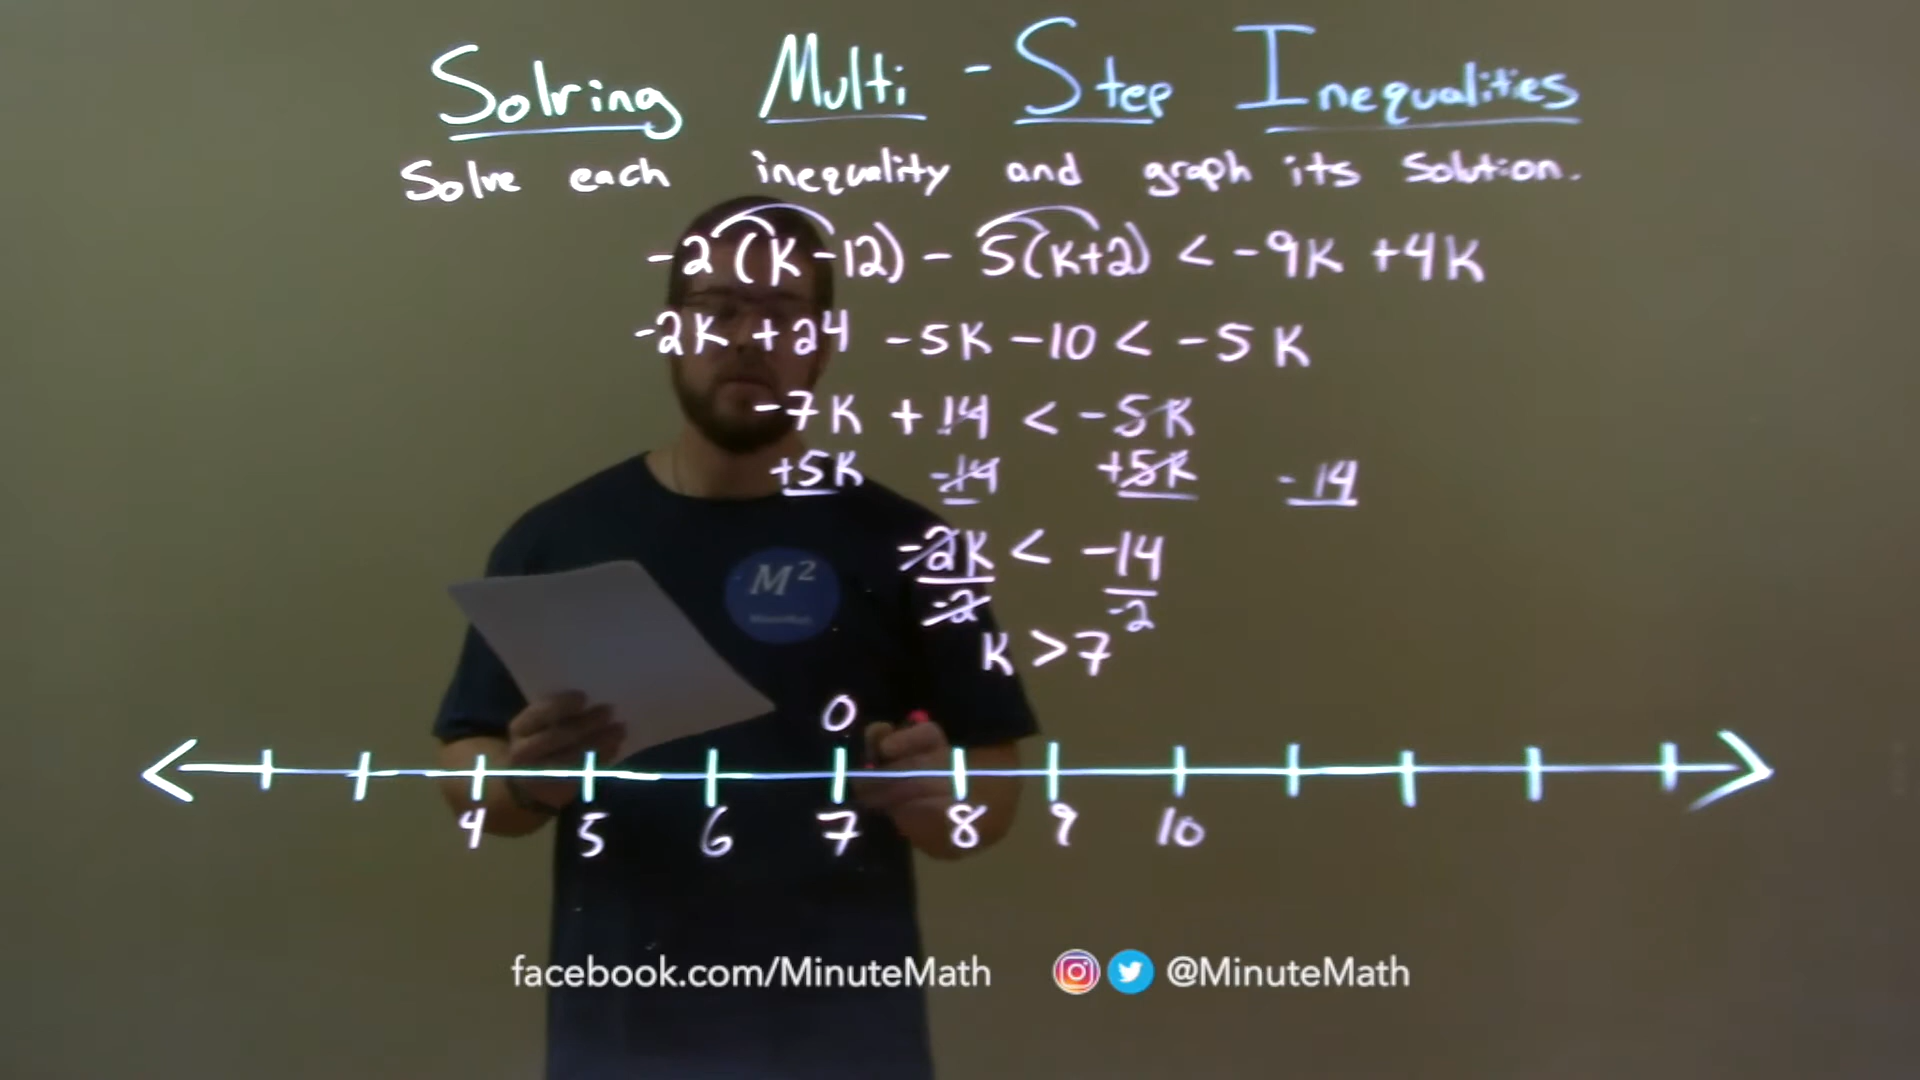 Solving Multi - Step Inequalities
Solve each inequality and graph its solution.
-2(k-12) - 5(k+2) < -9k +4k
-2k +24 -5k -10 < -5k
-7k + 14 < -5k
+5k -14 +5k -14
-2k < -14
-2 -2
k > 7
0
4 5 6 7 8 9 10
M²
facebook.com/MinuteMath @MinuteMath